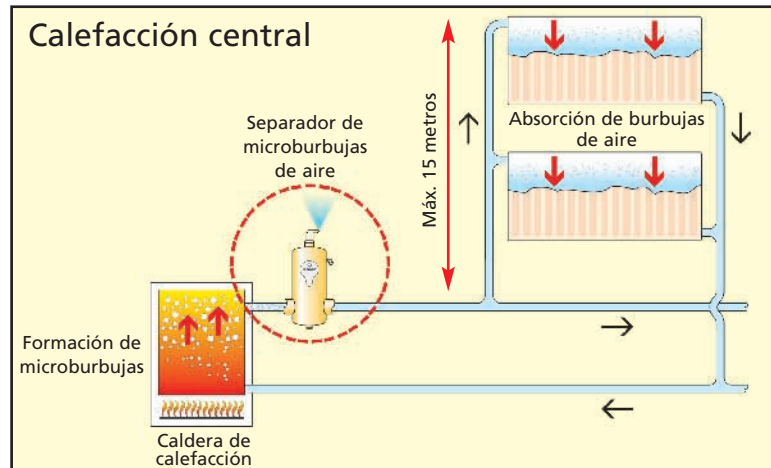 Calefacción central
Separador de
microburbujas
de aire
Máx. 15 metros
Absorción de burbujas
de aire
Formación de
microburbujas
Caldera de
calefacción